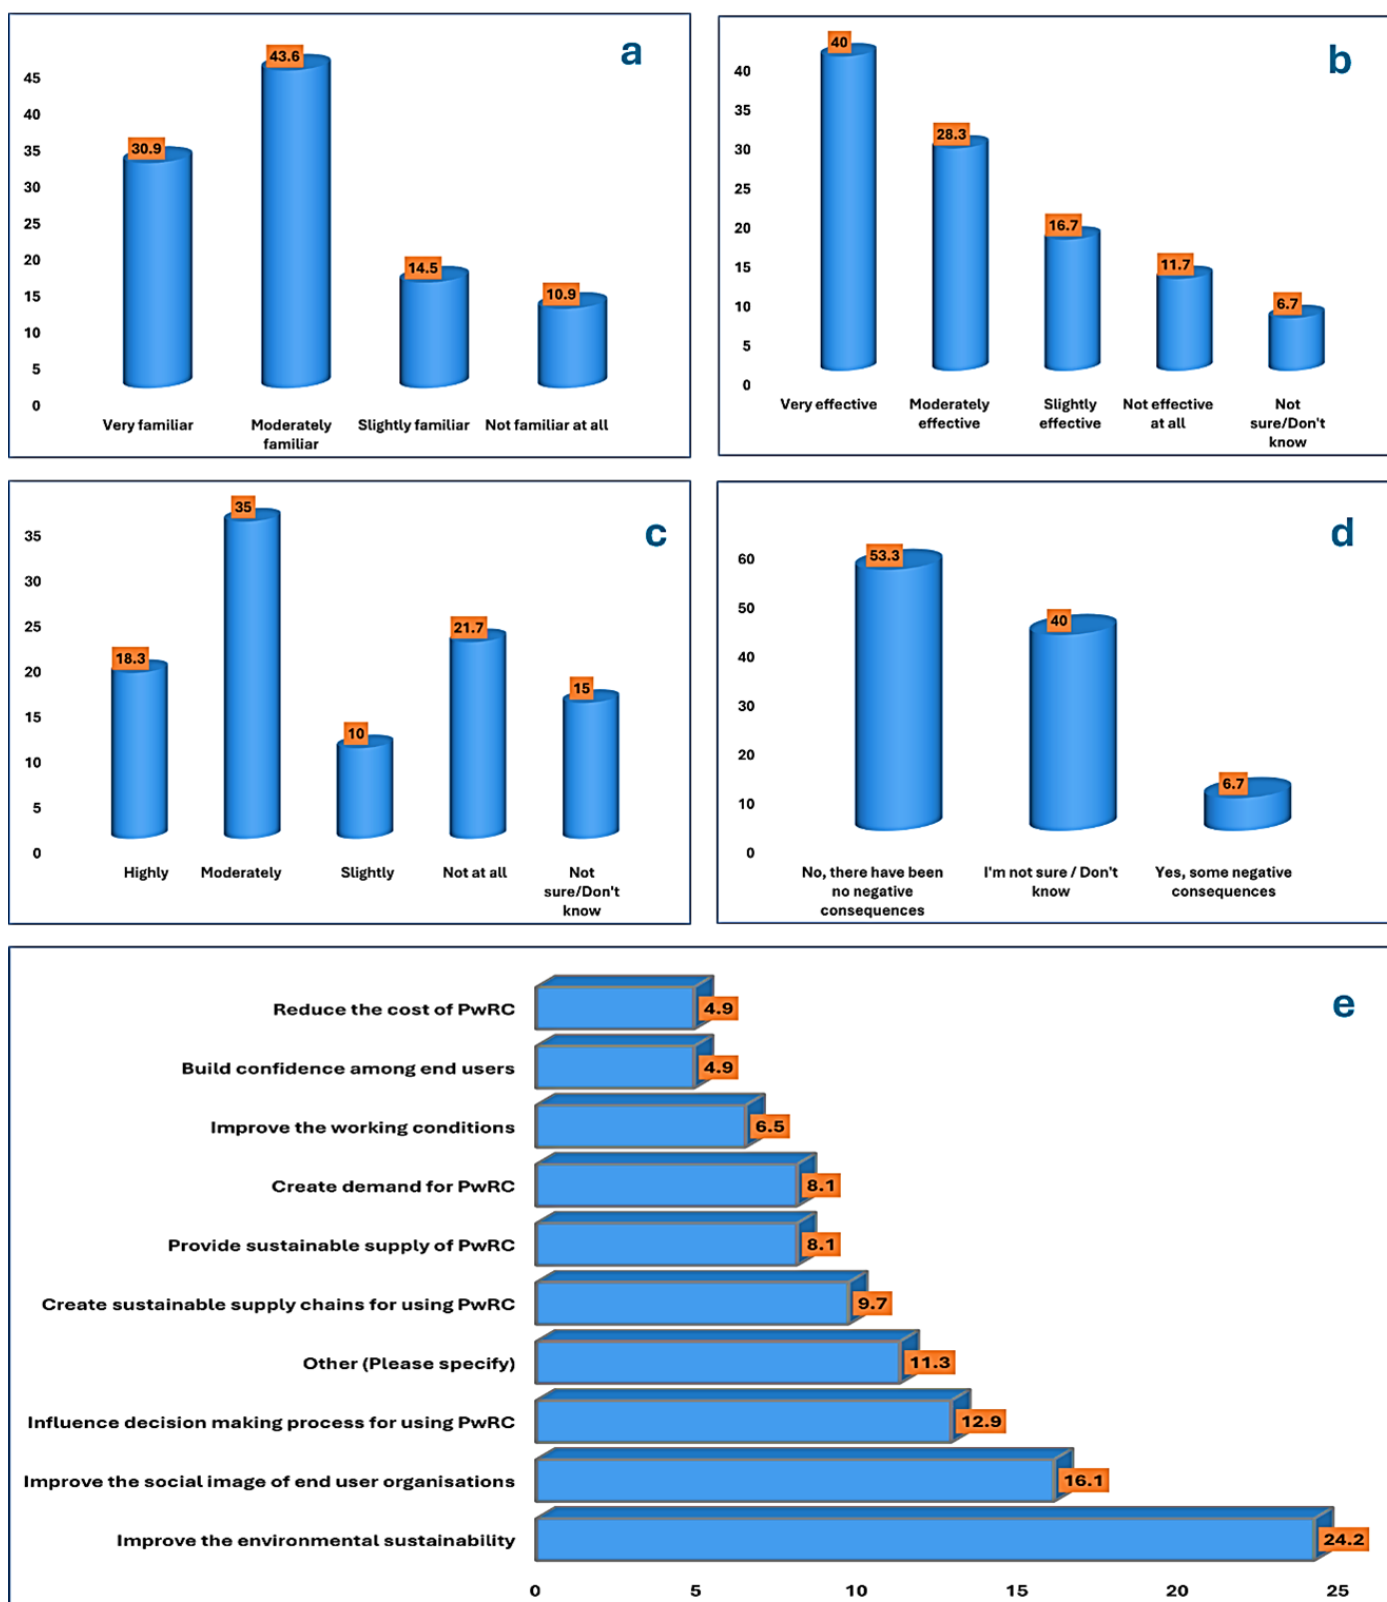 a
45
40
35
30
25
20
15
10
5
0
30.9
43.6
14.5
10.9
Very familiar
Moderately
familiar
Slightly familiar
Not familiar at all
b
40
35
30
25
20
15
10
5
0
40
28.3
16.7
11.7
6.7
Very effective
Moderately
effective
Slightly
effective
Not effective
at all
Not
sure/Don't
know
c
35
30
25
20
15
10
5
0
18.3
35
10
21.7
15
Highly
Moderately
Slightly
Not at all
Not
sure/Don't
know
d
60
50
40
30
20
10
0
53.3
40
6.7
No, there have been
no negative
consequences
I'm not sure / Don't
know
Yes, some negative
consequences
e
Reduce the cost of PwRC 4.9
Build confidence among end users 4.9
Improve the working conditions 6.5
Create demand for PwRC 8.1
Provide sustainable supply of PwRC 8.1
Create sustainable supply chains for using PwRC 9.7
Other (Please specify) 11.3
Influence decision making process for using PwRC 12.9
Improve the social image of end user organisations 16.1
Improve the environmental sustainability 24.2
0 5 10 15 20 25